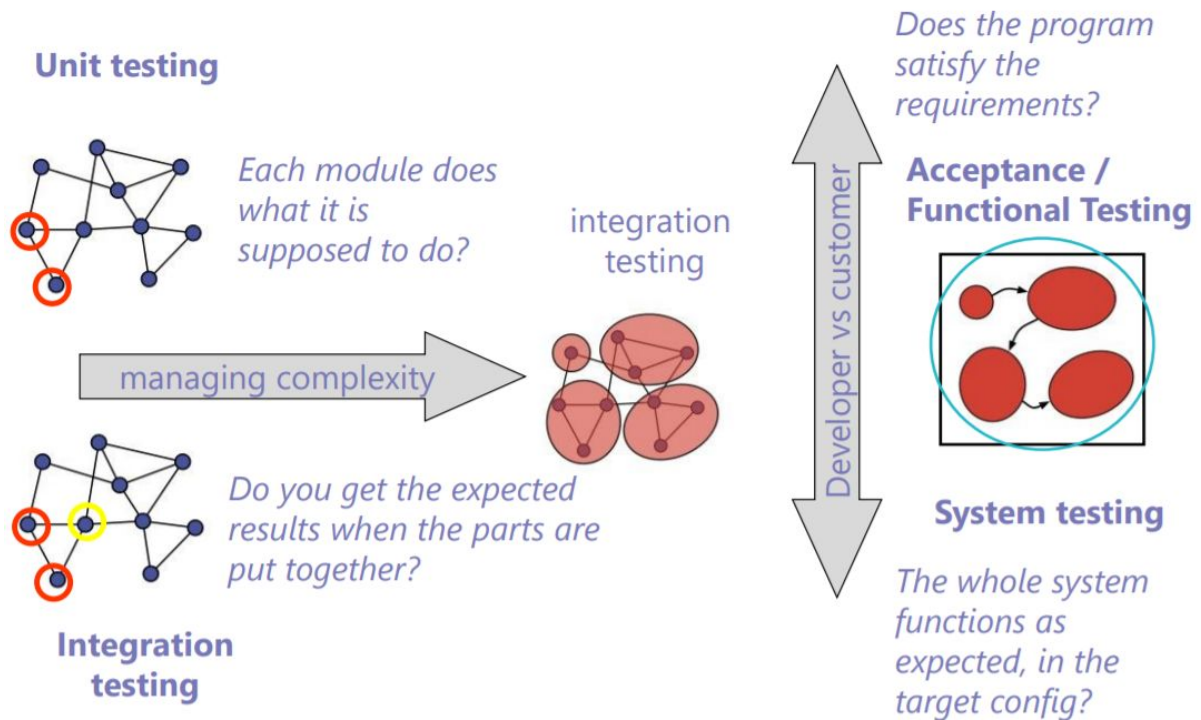 Unit testing
Each module does
what it is
supposed to do?
managing complexity
Do you get the expected
results when the parts are
put together?
Integration
testing
integration
testing
Developer vs customer
Does the program
satisfy the
requirements?
Acceptance /
Functional Testing
System testing
The whole system
functions as
expected, in the
target config?